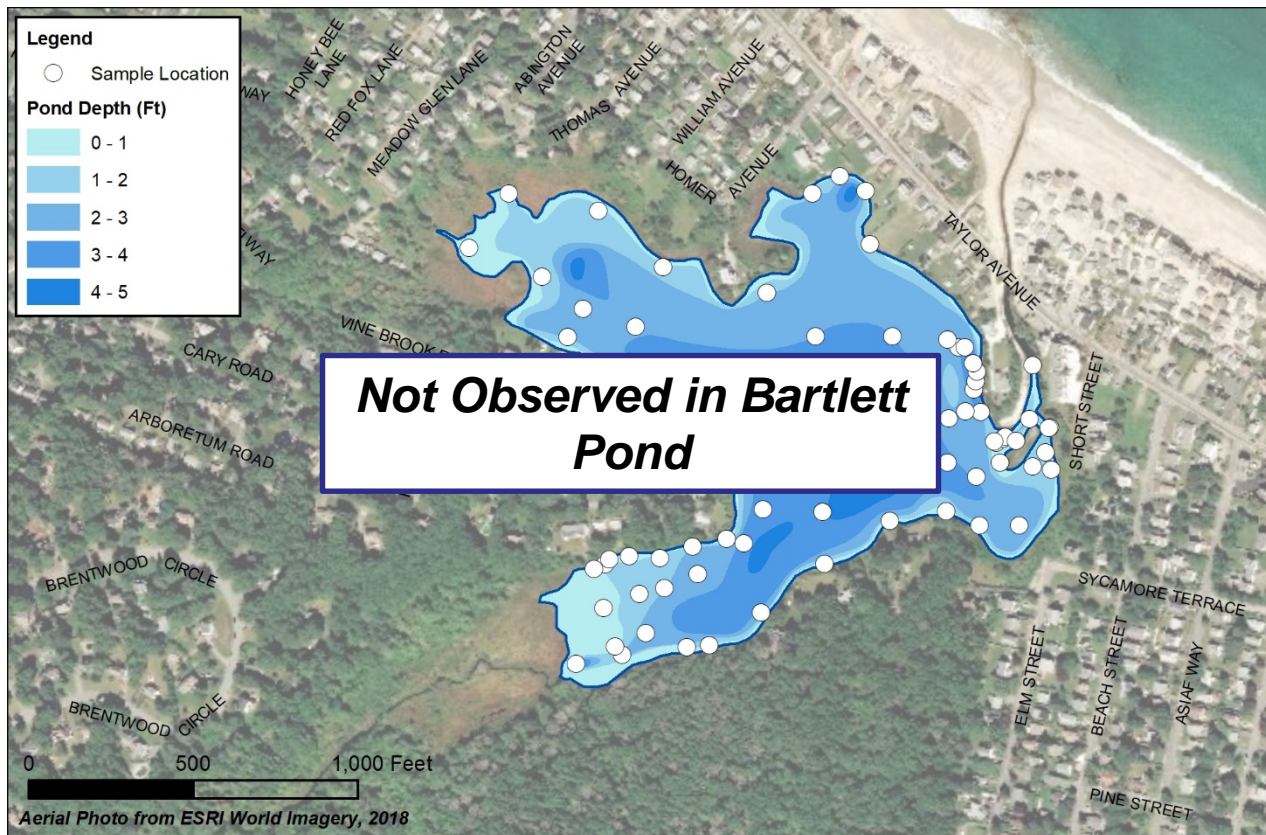 Legend
Sample Location
Pond Depth (Ft)
0 - 1
1 - 2
2 - 3
3 - 4
4 - 5
WAY
HONEY BEE
LANE
RED FOX LANE
MEADOW GLEN LANE
ABINGTON
AVENUE
THOMAS AVENUE
WILLIAM AVENUE
HOMER AVENUE
TAYLOR AVENUE
WAY
VINE BROOK
CARY ROAD
ARBORETUM ROAD
Not Observed in Bartlett
Pond
SHORT STREET
BRENTWOOD CIRCLE
SYCAMORE TERRACE
ELM STREET
BEACH STREET
ASIAF WAY
BRENTWOOD CIRCLE
PINE STREET
0 500 1,000 Feet
Aerial Photo from ESRI World Imagery, 2018